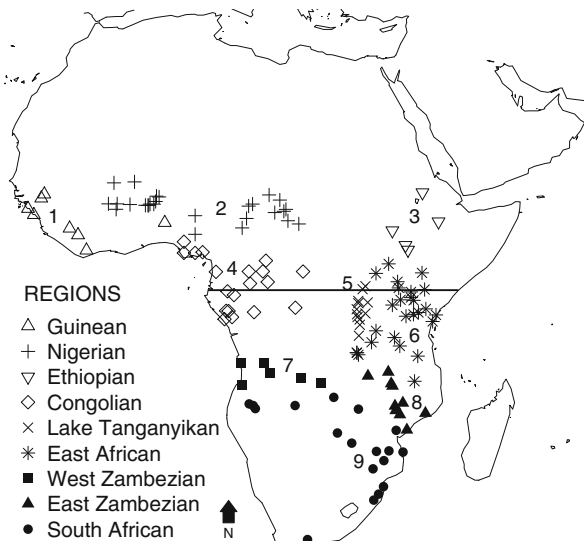 1
2
3
4
5
6
7
8
9
REGIONS
Guinean
Nigerian
Ethiopian
Congolian
Lake Tanganyikan
East African
West Zambezian
East Zambezian
South African
N